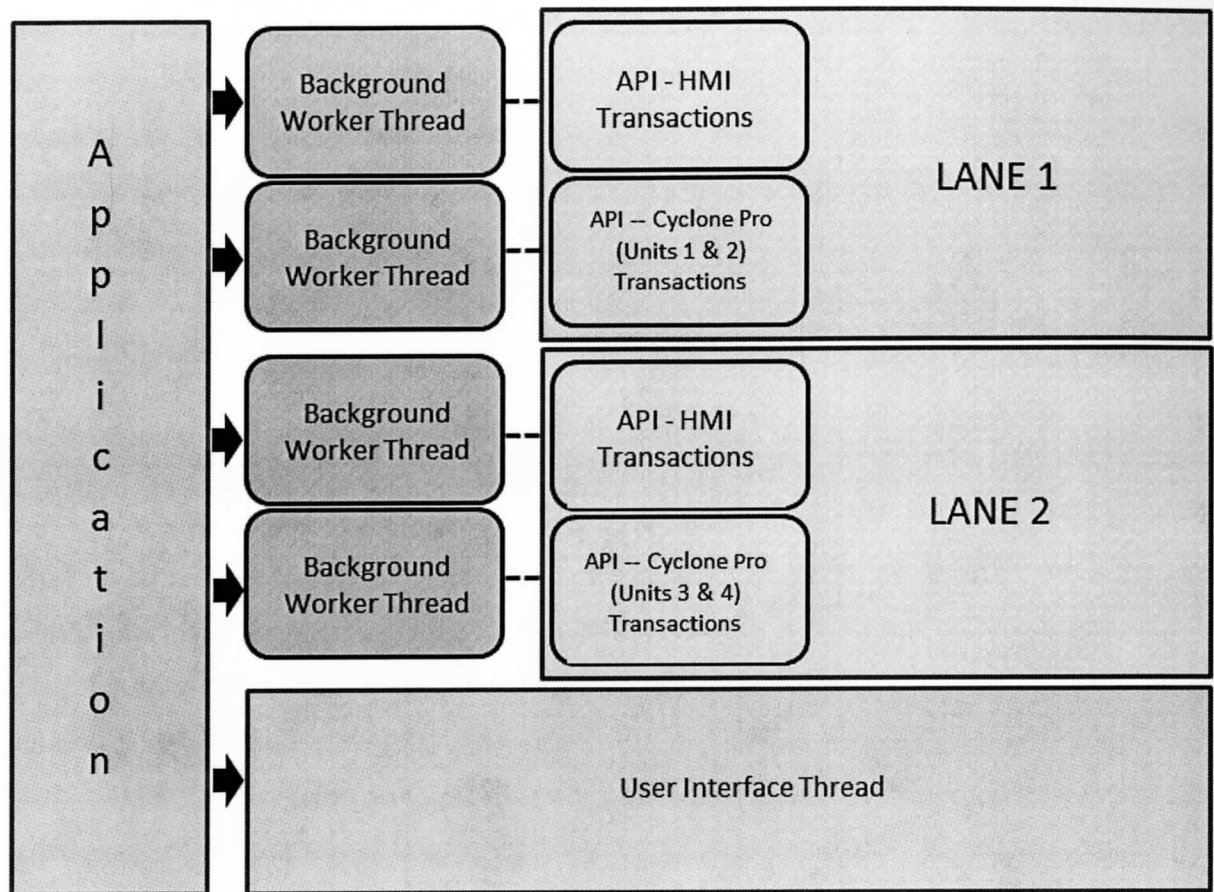 Application
Background
Worker Thread
API - HMI
Transactions
Background
Worker Thread
API -- Cyclone Pro
(Units 1 & 2)
Transactions
LANE 1
Background
Worker Thread
API - HMI
Transactions
Background
Worker Thread
API -- Cyclone Pro
(Units 3 & 4)
Transactions
LANE 2
User Interface Thread